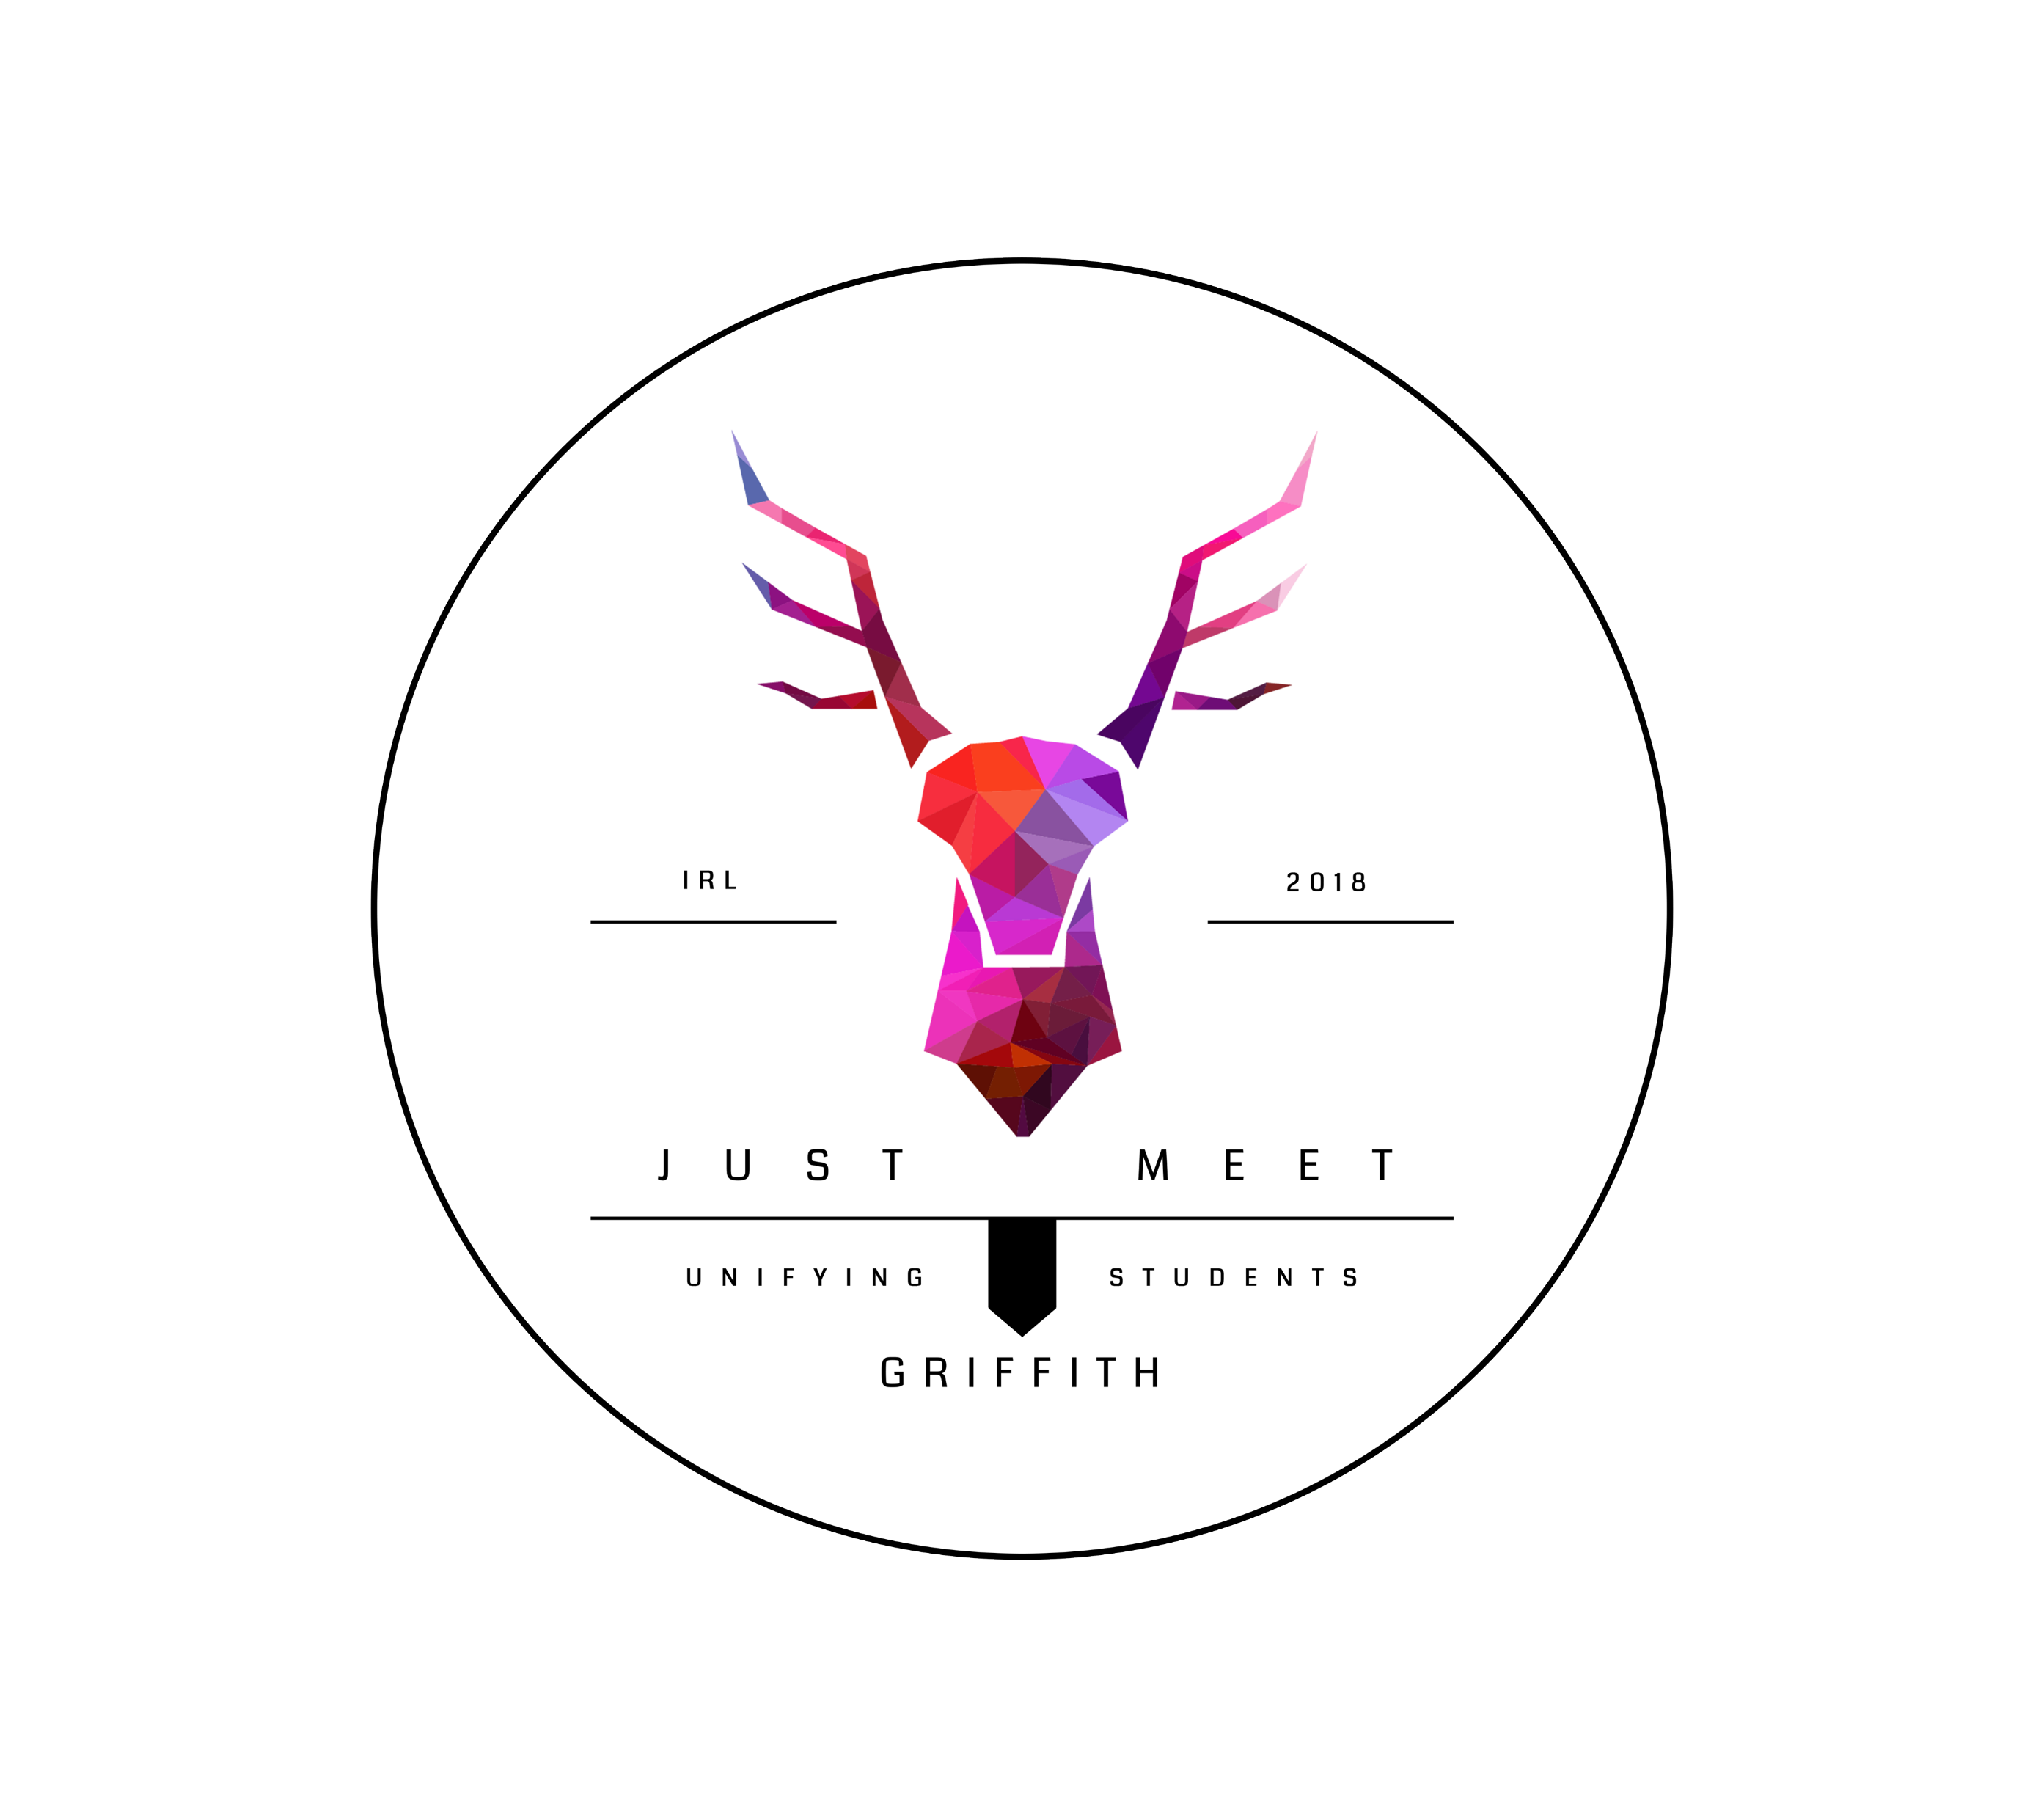 IRL 2018
JUST MEET
UNIFYING STUDENTS
GRIFFITH